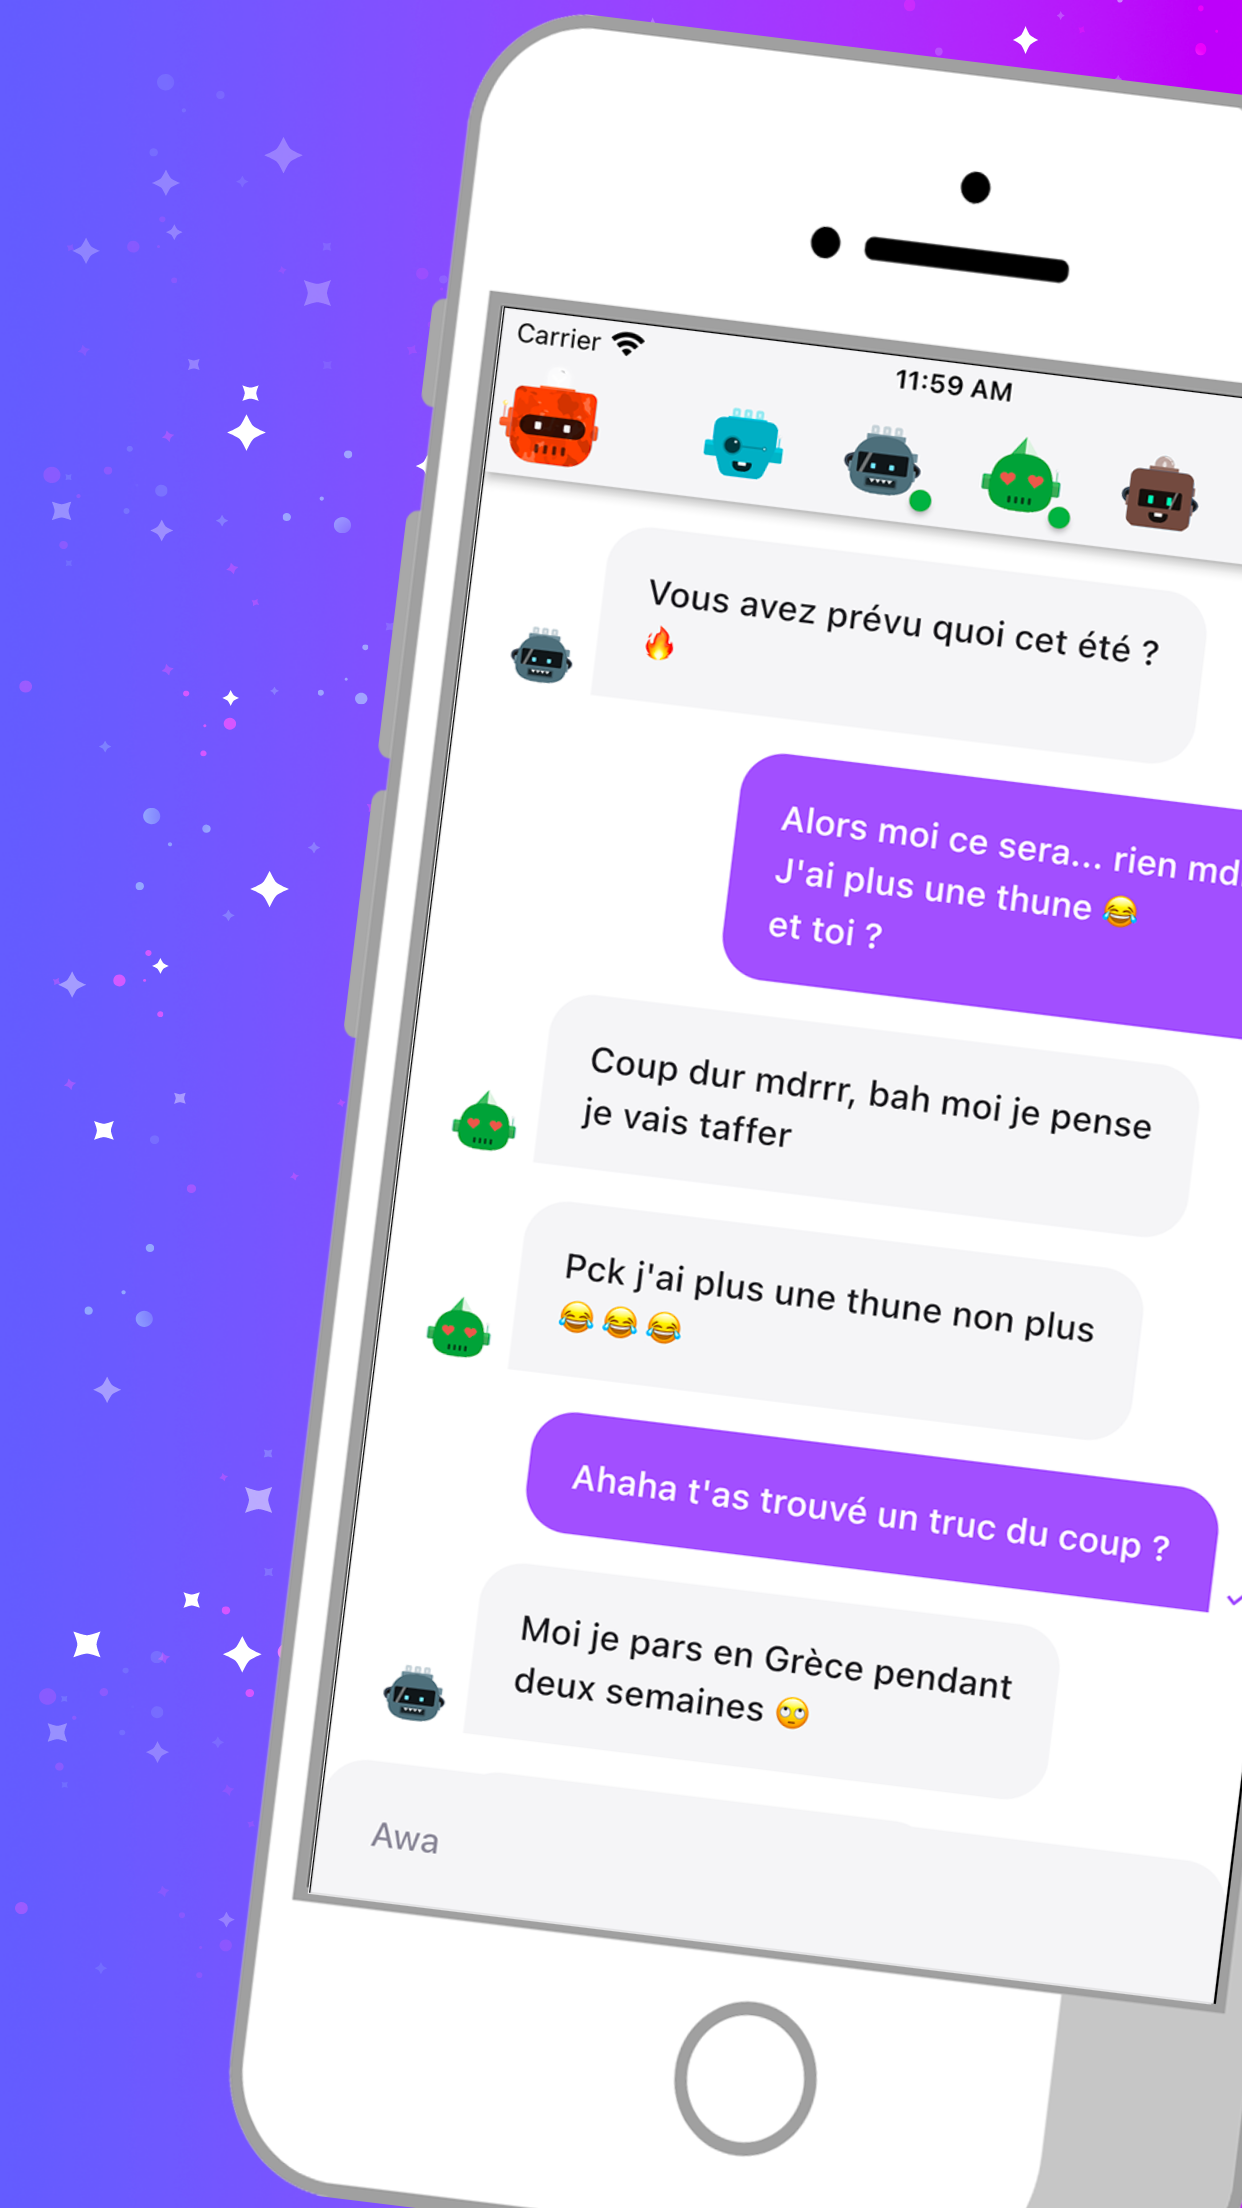 Carrier
11:59 AM
Vous avez prévu quoi cet été ?
🔥
Alors moi ce sera... rien
J'ai plus une thune 😂
et toi ?
Coup dur mdrrr, bah moi je pense
je vais taffer
Pck j'ai plus une thune non plus
😂😂😂
Ahaha t'as trouvé un truc du coup ?
Moi je pars en Grèce pendant
deux semaines 🙄
Awa